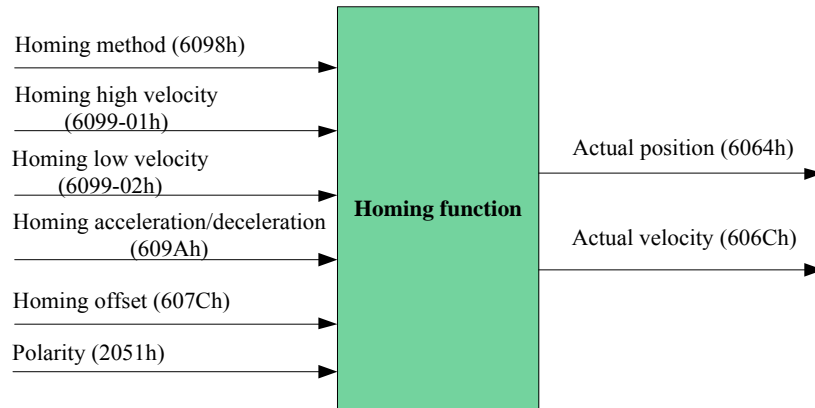 Homing method (6098h)
Homing high velocity
(6099-01h)
Homing low velocity
(6099-02h)
Homing acceleration/deceleration
(609Ah)
Homing offset (607Ch)
Polarity (2051h)
Homing function
Actual position (6064h)
Actual velocity (606Ch)